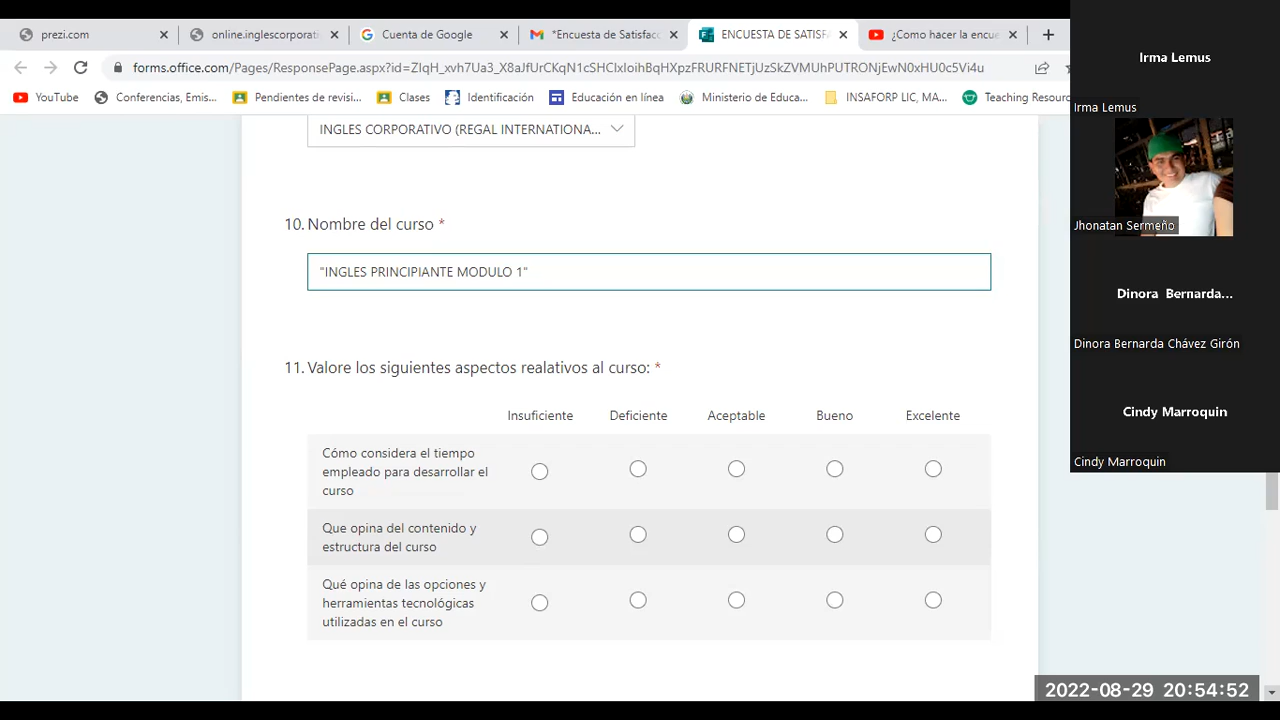 prezi.com
online.inglescorporati
Cuenta de Google
*Encuesta de Satisfacc
ENCUESTA DE SATISFA
¿Como hacer la encue
forms.office.com/Pages/ResponsePage.aspx?id=ZIqH_xvh7Ua3_X8aJfUrCKqN1cSHCIxIoihBqHXpzFRURFNETjUzSkZVMUhPUTRONjEwN0xHU0c5Vi4u
YouTube
Conferencias, Emis...
Pendientes de revisi...
Clases
Identificación
Educación en línea
Ministerio de Educa...
INSAFORP LIC, MA...
Teaching Resourc
INGLES CORPORATIVO (REGAL INTERNATIONA...
10. Nombre del curso *
"INGLES PRINCIPIANTE MODULO 1"
11. Valore los siguientes aspectos realativos al curso: *
Insuficiente Deficiente Aceptable Bueno Excelente
Cómo considera el tiempo
empleado para desarrollar el
curso
Que opina del contenido y
estructura del curso
Qué opina de las opciones y
herramientas tecnológicas
utilizadas en el curso
Irma Lemus
Irma Lemus
Jhonatan Sermeño
Dinora Bernarda...
Dinora Bernarda Chávez Girón
Cindy Marroquin
Cindy Marroquin
2022-08-29 20:54:52